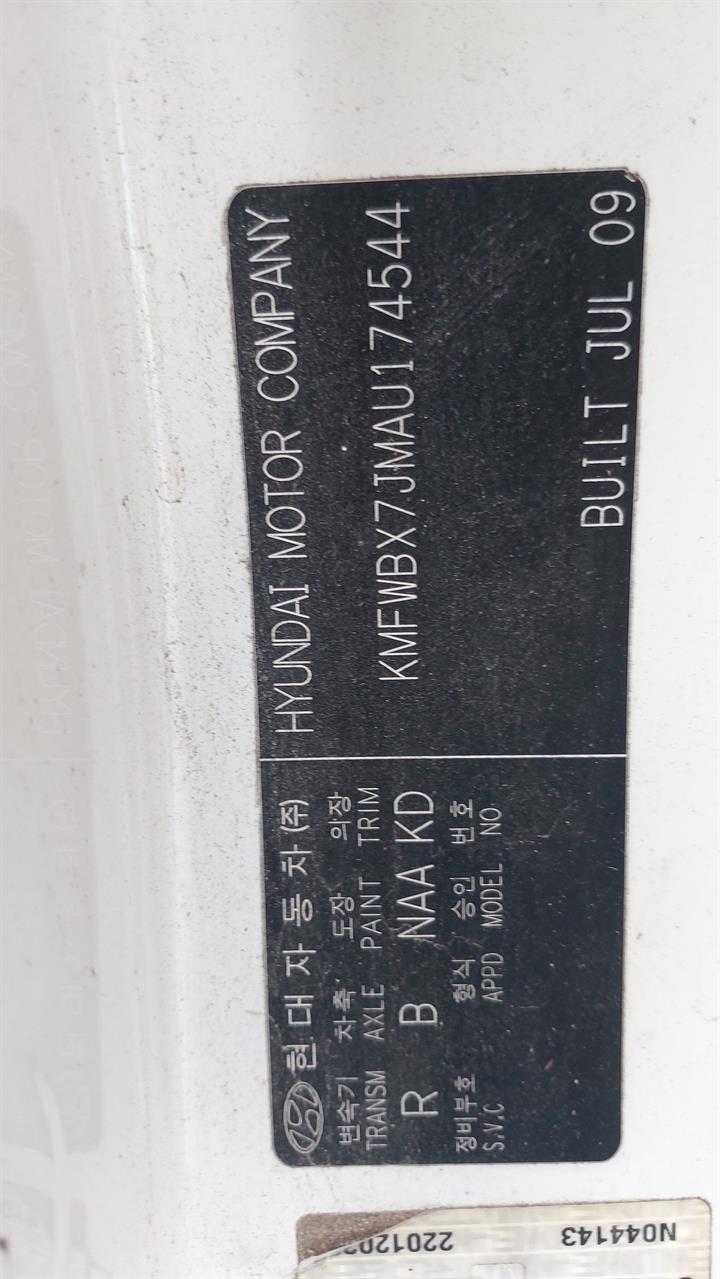 현대자동차(주) HYUNDAI MOTOR COMPANY
변속기 차축 도장 의장
TRANSM AXLE PAINT TRIM
R B NAA KD KMFWBX7JMAU174544
정비부호 형식 승인 번호
S.V.C APPD MODEL NO
BUILT JUL 09
N044143
2201202